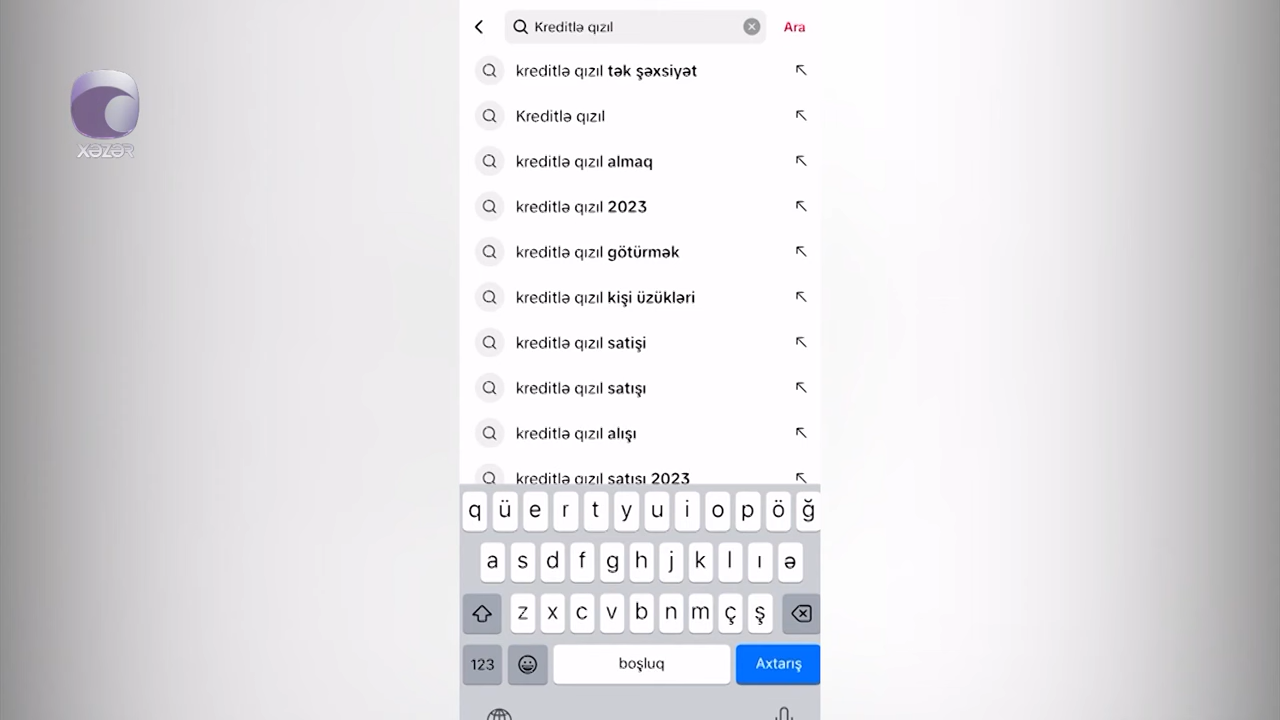 Kreditlə qızıl
Ara
kreditlə qızıl tək şəxsiyət
Kreditlə qızıl
kreditlə qızıl almaq
kreditlə qızıl 2023
kreditlə qızıl götürmək
kreditlə qızıl kişi üzükləri
kreditlə qızıl satişi
kreditlə qızıl satışı
kreditlə qızıl alışı
kreditlə qızıl satısı 2023
XəZəR
q ü e r t y u i o p ö ğ
a s d f g h j k l ı ə
z x c v b n m ç ş
123 boşluq Axtarış